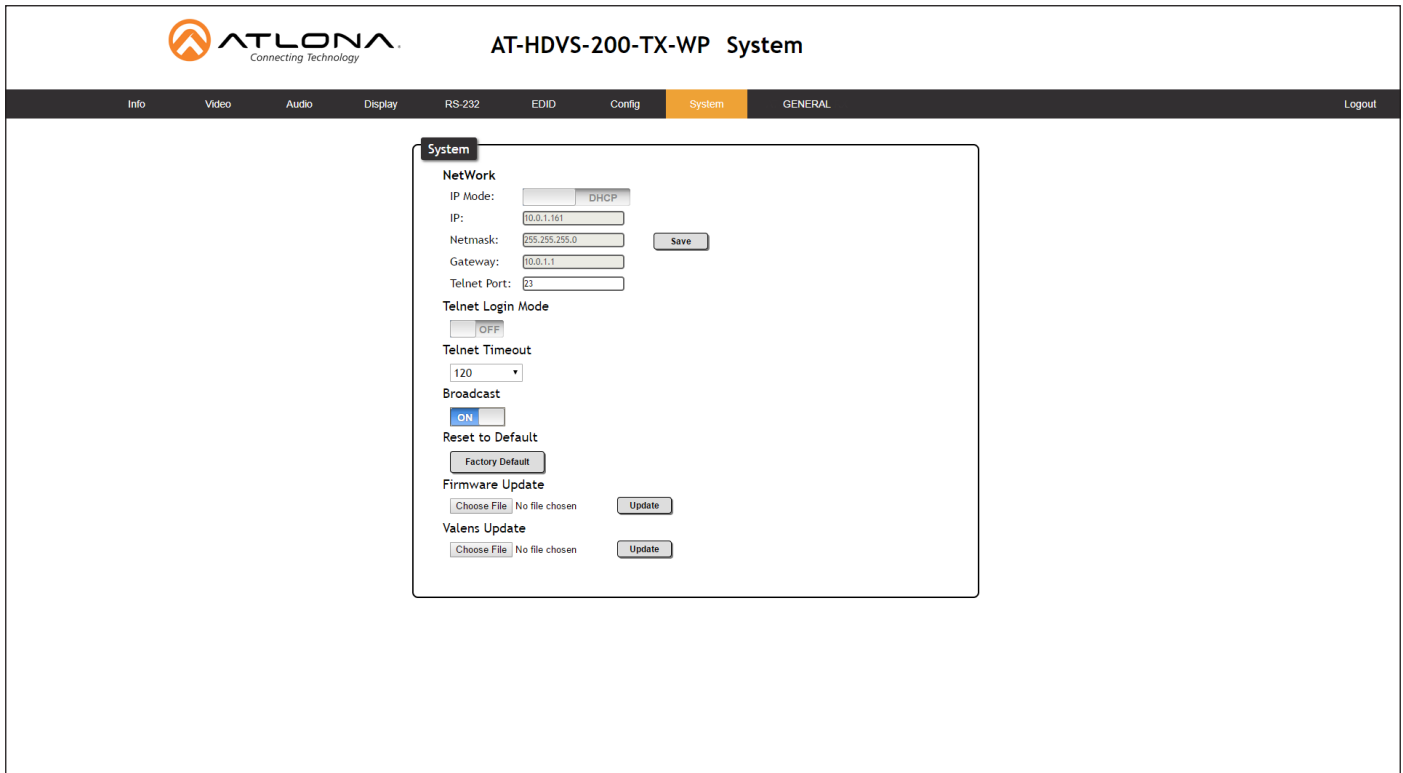 ATLONA.
Connecting Technology
AT-HDVS-200-TX-WP System
Info Video Audio Display RS-232 EDID Config System GENERAL Logout
System
NetWork
IP Mode: DHCP
IP: 10.0.1.161
Netmask: 255.255.255.0 Save
Gateway: 10.0.1.1
Telnet Port: 23
Telnet Login Mode
OFF
Telnet Timeout
120
Broadcast
ON
Reset to Default
Factory Default
Firmware Update
Choose File No file chosen Update
Valens Update
Choose File No file chosen Update